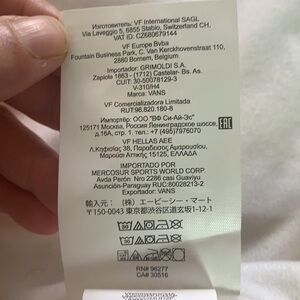 Изготовитель: VF International SAGL
Via Laveggio 5, 6855 Stabio, Switzerland CH,
VAT ID: CZ680679144
VF Europe Bvba
Fountain Business Park, C. Van Kerckhovenstraat 110,
2880 Bornem, Belgium
Importador: GRIMOLDI S.A.
Zapiola 1863 - (1712) Castelar- Bs. As.
CUIT: 30-50078129-3
V-310/H4
Marca: VANS
VF Comercializadora Limitada
RUT:96.820.180-8
Импортёр: ООО "ВФ Си-Ай-Эс"
125171 Москва, Россия Ленинградское шоссе,
д.16А, стр. 1. тел.: +7(495)7976070
VF HELLAS AEE
Λ.Κηφισίας 38, Παραδείσος Αμαρουσίου,
Αθήνα, Μαρούσι 15125, ΕΛΛΑΔΑ
IMPORTADO POR
MERCOSUR SPORTS WORLD CORP.
Avda Perón Nro 2286 casi Guaviyu
Asunción-Paraguay RUC:80028213-2
Exportador: VANS
輸入元: (株) エービーシー・マート
〒150-0043 東京都渋谷区道玄坂1-12-1
RN# 96277
CA# 30516